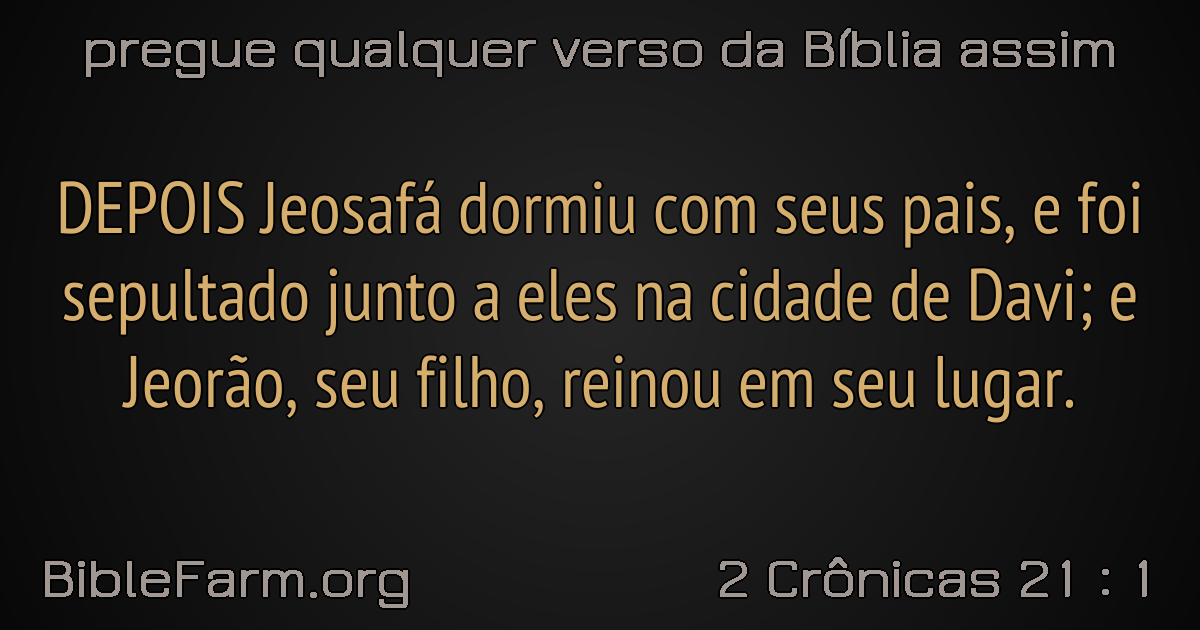 pregue qualquer verso da Bíblia assim
DEPOIS Jeosafá dormiu com seus pais, e foi
sepultado junto a eles na cidade de Davi; e
Jeorão, seu filho, reinou em seu lugar.
BibleFarm.org
2 Crônicas 21 : 1